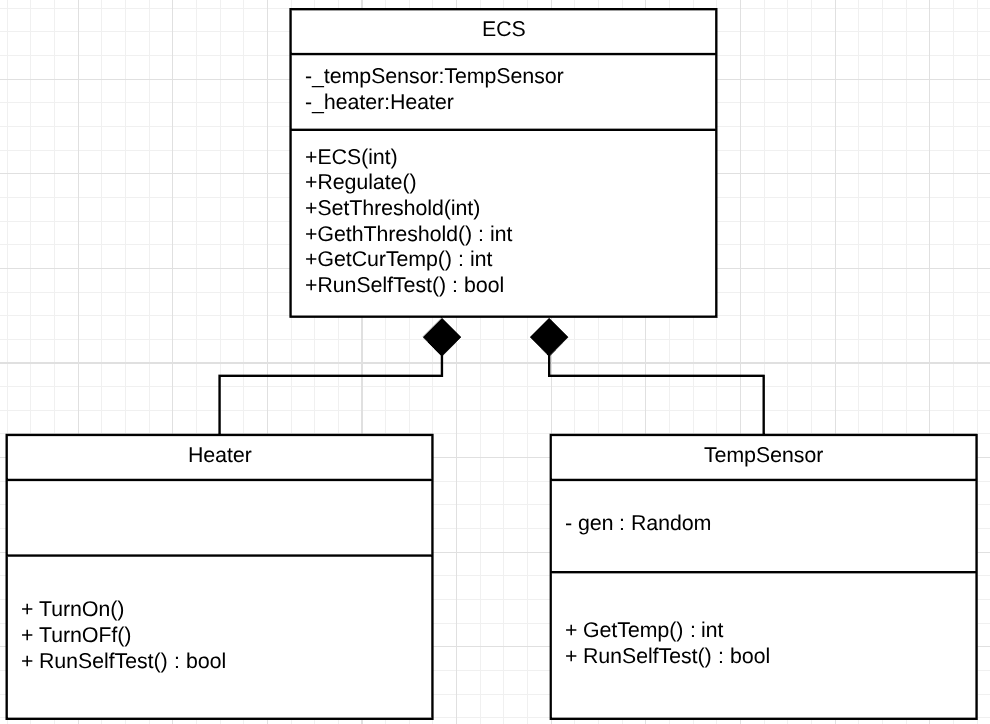 ECS
-_tempSensor:TempSensor
-_heater:Heater
+ECS(int)
+Regulate()
+SetThreshold(int)
+GethThreshold() : int
+GetCurTemp() : int
+RunSelfTest() : bool
Heater
+ TurnOn()
+ TurnOFf()
+ RunSelfTest() : bool
TempSensor
- gen : Random
+ GetTemp() : int
+ RunSelfTest() : bool